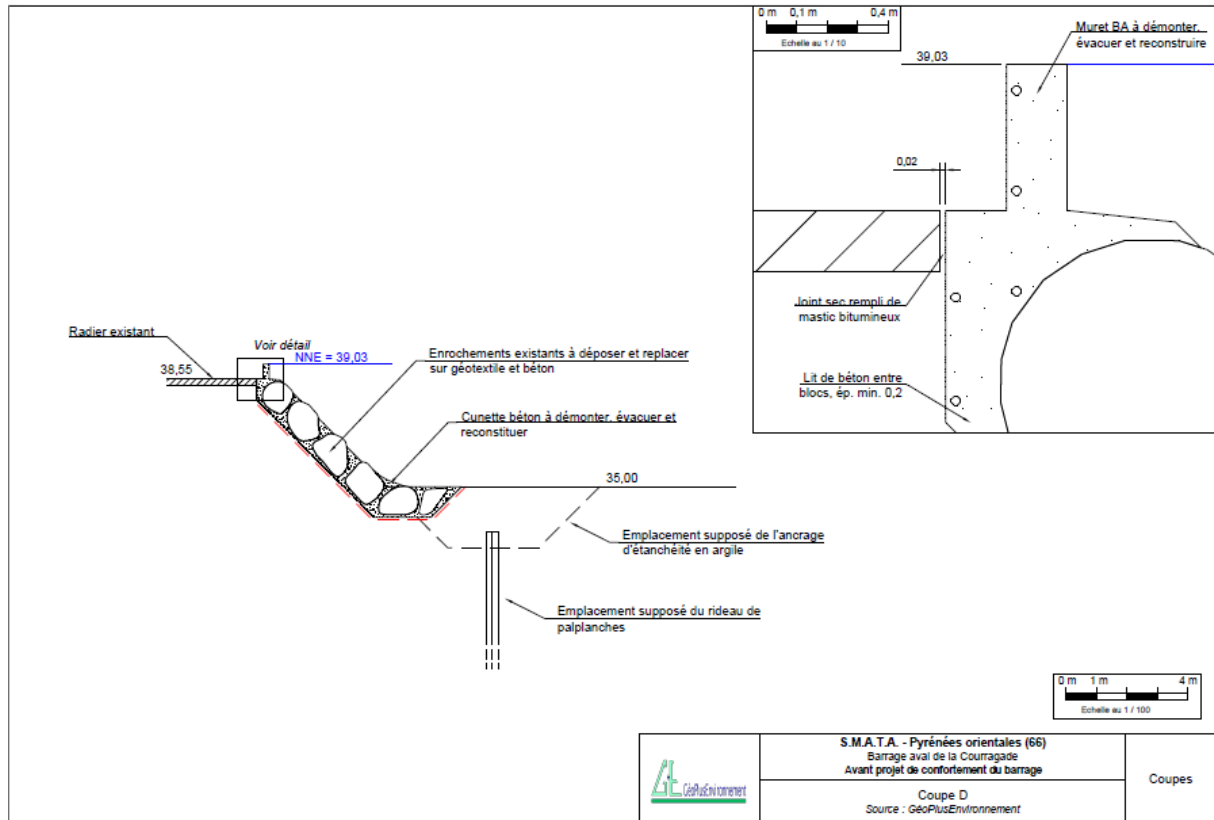 0 m 0,1 m 0,4 m
Echelle au 1 / 10
Muret BA à démonter,
évacuer et reconstruire
39,03
0,02
Joint sec rempli de
mastic bitumineux
Lit de béton entre
blocs, ép. min. 0,2
Radier existant
Voir détail
NNE = 39,03
38,55
Enrochements existants à déposer et replacer
sur géotextile et béton
Cunette béton à démonter, évacuer et
reconstituer
35,00
Emplacement supposé de l'ancrage
d'étanchéité en argile
Emplacement supposé du rideau de
palplanches
0 m 1 m 4 m
Echelle au 1 / 100
GéoPlusEnvironnement
S.M.A.T.A. - Pyrénées orientales (66)
Barrage aval de la Courragade
Avant projet de confortement du barrage
Coupe D
Source : GéoPlusEnvironnement
Coupes